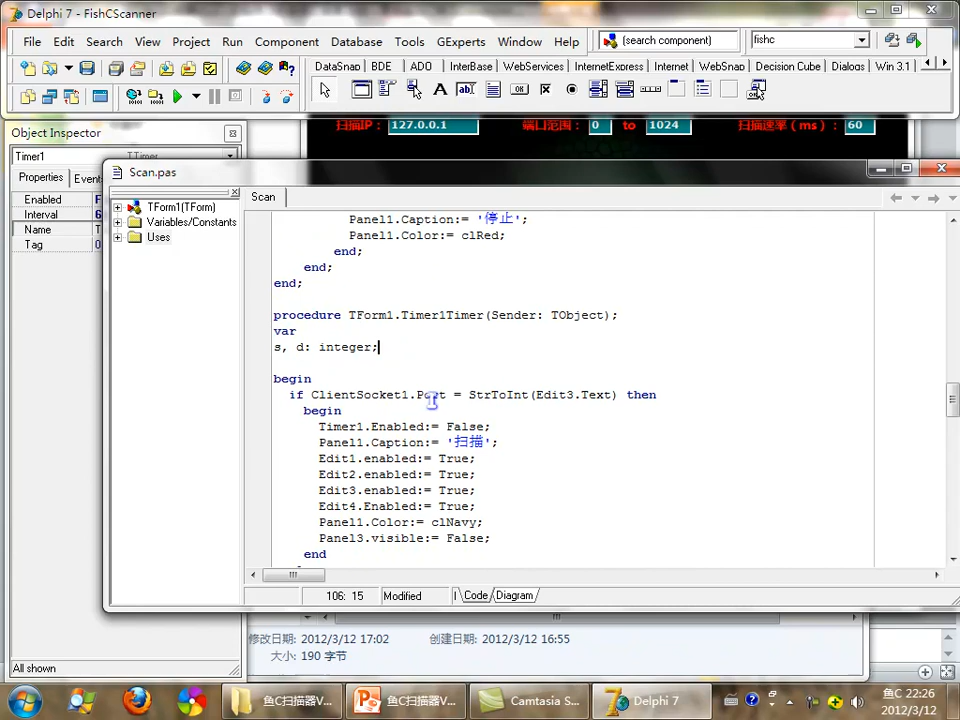 Delphi 7 - FishCScanner
File Edit Search View Project Run Component Database Tools GExperts Window Help (search component) fishc
DataSnap BDE ADO InterBase WebServices InternetExpress Internet WebSnap Decision Cube Dialogs Win 3.1
Object Inspector
Timer1 TTimer
Properties Events
Enabled F
Interval 6
Name T
Tag 0
All shown
扫描IP： 127.0.0.1 端口范围： 0 to 1024 扫描速率（ms）： 60
Scan.pas
Scan
TForm1(TForm)
Variables/Constants
Uses
Panel1.Caption:= '停止';
Panel1.Color:= clRed;
end;
end;
end;
procedure TForm1.Timer1Timer(Sender: TObject);
var
s, d: integer;
begin
if ClientSocket1.Port = StrToInt(Edit3.Text) then
begin
Timer1.Enabled:= False;
Panel1.Caption:= '扫描';
Edit1.enabled:= True;
Edit2.enabled:= True;
Edit3.enabled:= True;
Edit4.Enabled:= True;
Panel1.Color:= clNavy;
Panel3.visible:= False;
end
106: 15 Modified Code Diagram
修改日期: 2012/3/12 17:02 创建日期: 2012/3/12 16:55
大小: 190 字节
鱼C扫描器V... 鱼C扫描器V... Camtasia S... Delphi 7 鱼C 22:26
2012/3/12